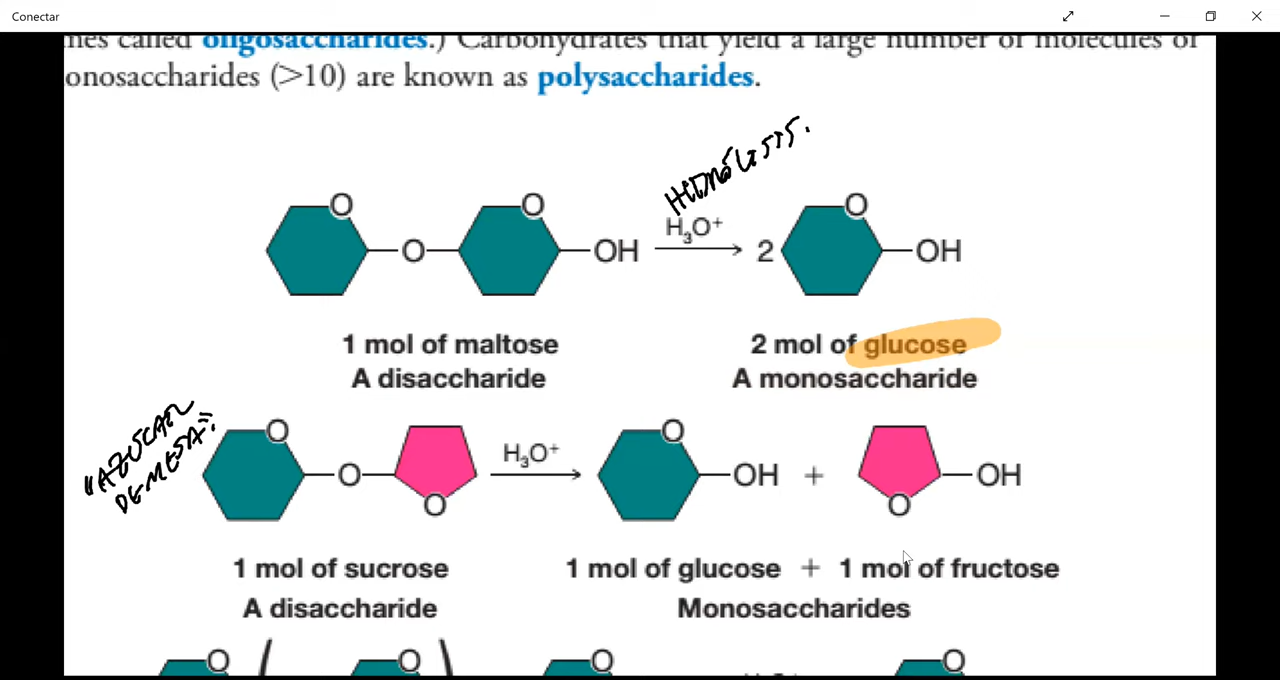 Conectar
mes called oligosaccharides.) Carbohydrates that yield a large number of molecules of
onosaccharides (>10) are known as polysaccharides.
HIDRÓLISIS.
H₃O⁺
O O
O OH 2 OH
O
1 mol of maltose 2 mol of glucose
A disaccharide A monosaccharide
"AZUCAR
DE MESA"
O O
H₃O⁺
O OH + OH
O O
1 mol of sucrose 1 mol of glucose + 1 mol of fructose
A disaccharide Monosaccharides
O O O O